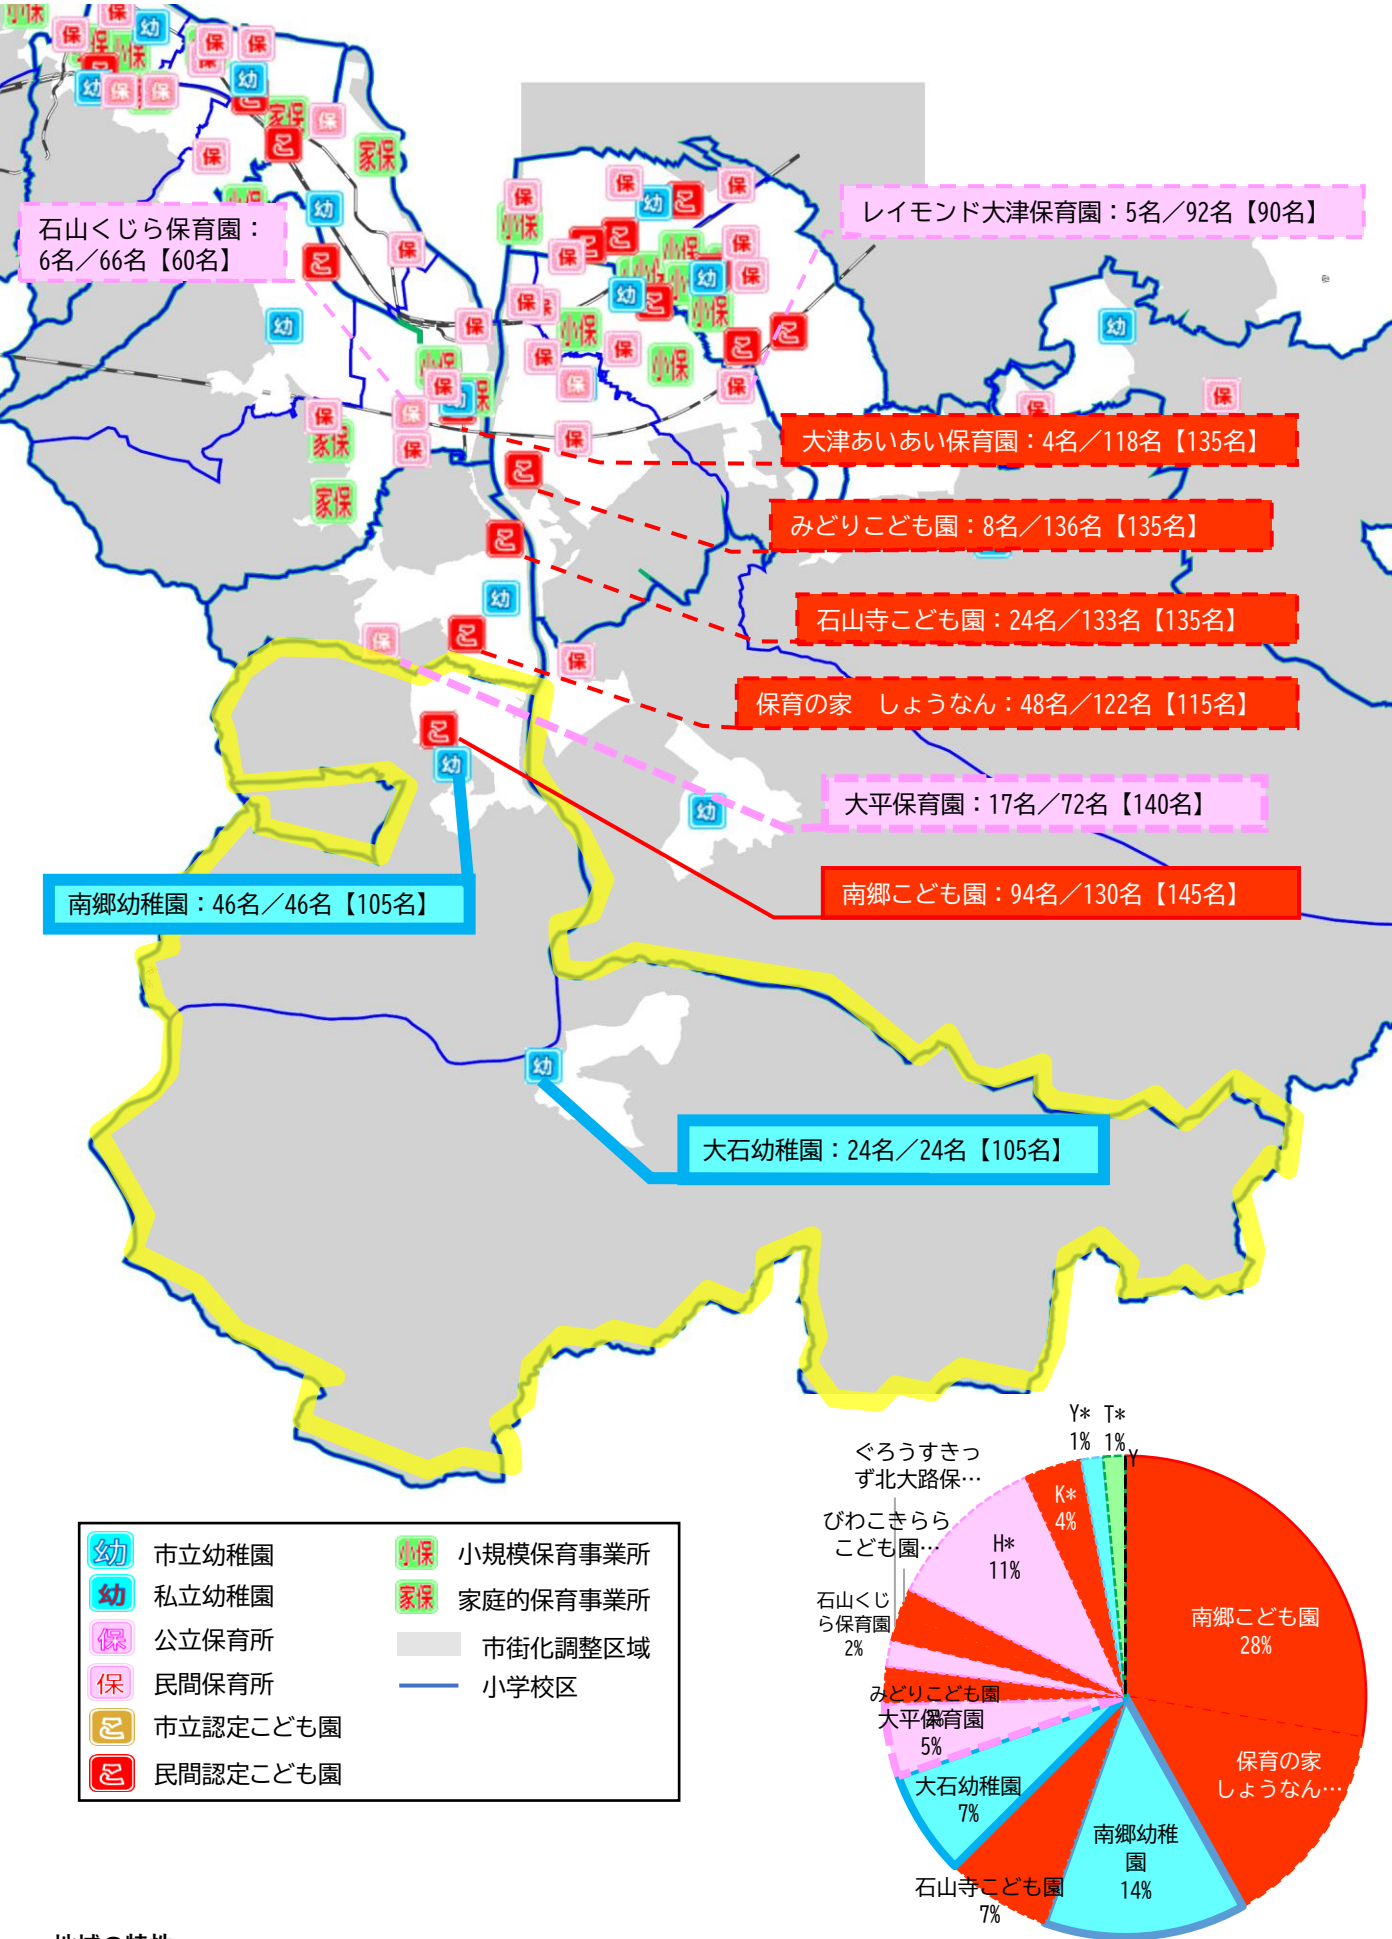 石山くじら保育園：
6名／66名【60名】
レイモンド大津保育園：5名／92名【90名】
大津あいあい保育園：4名／118名【135名】
みどりこども園：8名／136名【135名】
石山寺こども園：24名／133名【135名】
保育の家　しょうなん：48名／122名【115名】
大平保育園：17名／72名【140名】
南郷こども園：94名／130名【145名】
南郷幼稚園：46名／46名【105名】
大石幼稚園：24名／24名【105名】
幼 市立幼稚園
幼 私立幼稚園
保 公立保育所
保 民間保育所
こ 市立認定こども園
こ 民間認定こども園
小保 小規模保育事業所
家保 家庭的保育事業所
市街化調整区域
小学校区
Y*
1%
T*
1%
Y
ぐろうすきっ
ず北大路保…
びわこきらら
こども園…
石山くじ
ら保育園
2%
H*
11%
K*
4%
南郷こども園
28%
保育の家
しょうなん…
南郷幼稚
園
14%
石山寺こども園
7%
大石幼稚園
7%
みどりこども園
大平保育園
5%